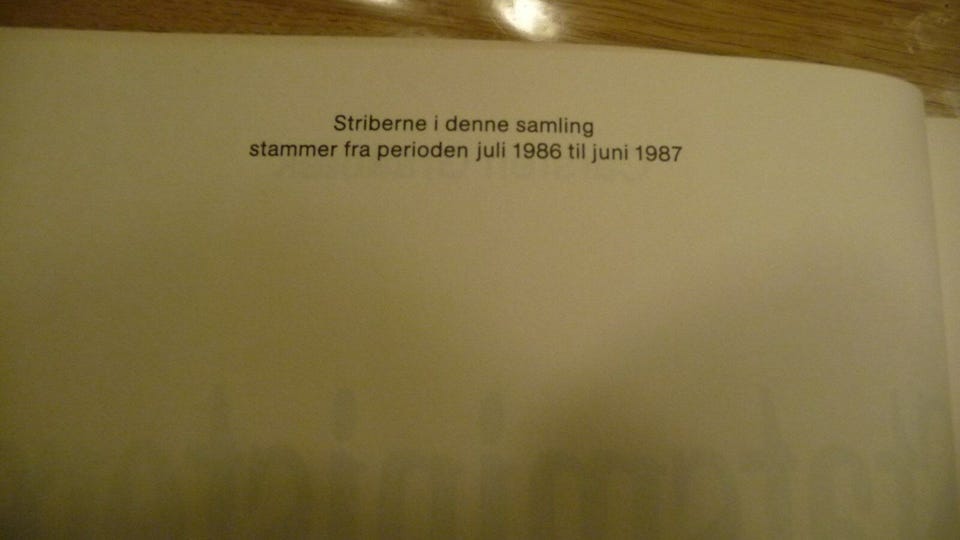 Striberne i denne samling
stammer fra perioden juli 1986 til juni 1987